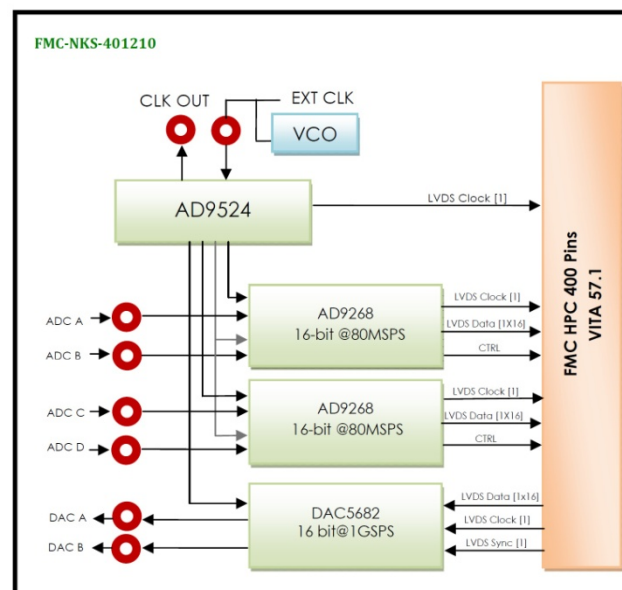 FMC-NKS-401210
CLK OUT
EXT CLK
VCO
AD9524
LVDS Clock [1]
FMC HPC 400 Pins
VITA 57.1
ADC A
ADC B
AD9268
16-bit @80MSPS
LVDS Clock [1]
LVDS Data [1X16]
CTRL
ADC C
ADC D
AD9268
16-bit @80MSPS
LVDS Clock [1]
LVDS Data [1X16]
CTRL
DAC A
DAC B
DAC5682
16 bit@1GSPS
LVDS Data [1x16]
LVDS Clock [1]
LVDS Sync [1]